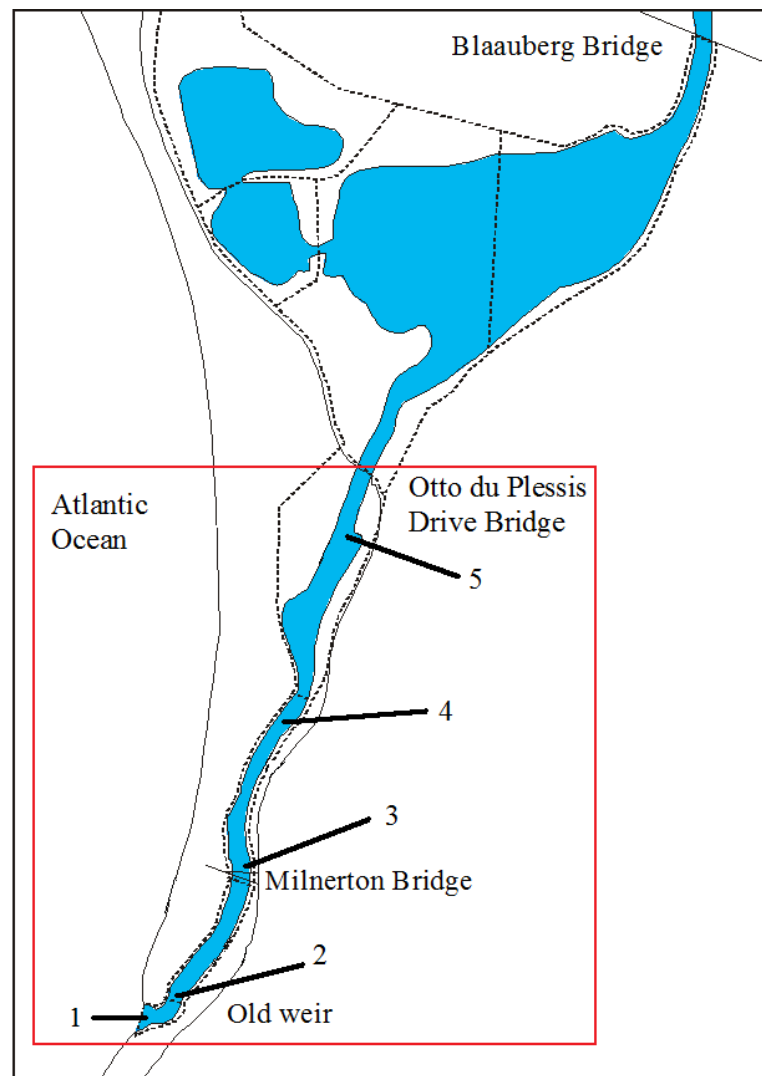 Blaauberg Bridge
Atlantic
Ocean
Otto du Plessis
Drive Bridge
5
4
3
Milnerton Bridge
2
1
Old weir